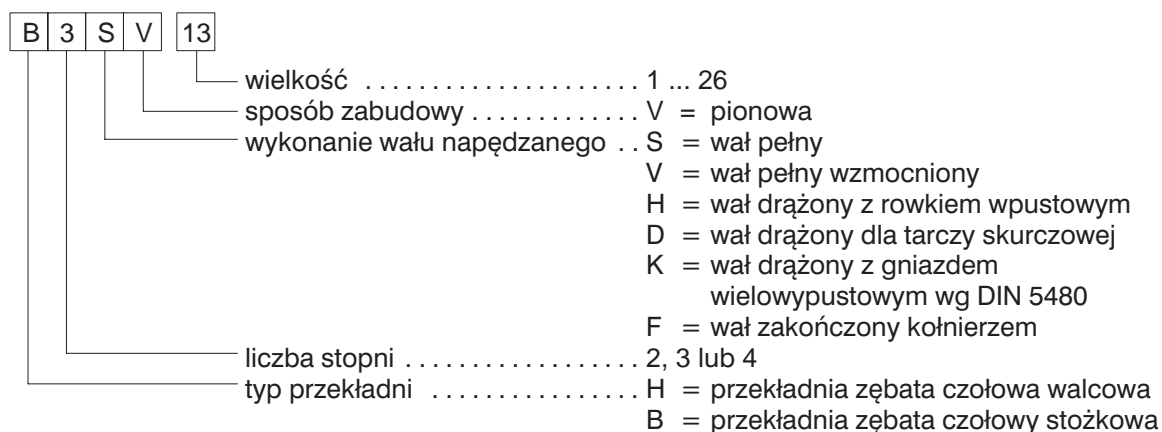 B 3 S V 13
wielkość . . . . . . . . . . . . . . . . . . . . . 1 ... 26
sposób zabudowy . . . . . . . . . . . . . V = pionowa
wykonanie wału napędzanego . . S = wał pełny
V = wał pełny wzmocniony
H = wał drążony z rowkiem wpustowym
D = wał drążony dla tarczy skurczowej
K = wał drążony z gniazdem
wielowypustowym wg DIN 5480
F = wał zakończony kołnierzem
liczba stopni . . . . . . . . . . . . . . . . . . 2, 3 lub 4
typ przekładni . . . . . . . . . . . . . . . . H = przekładnia zębata czołowa walcowa
B = przekładnia zębata czołowy stożkowa